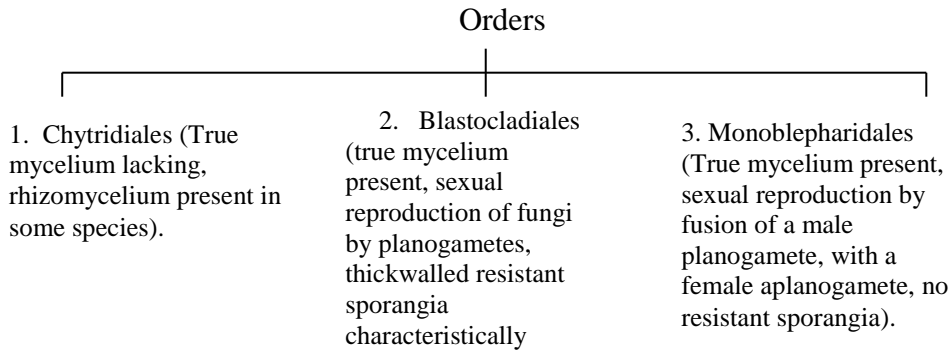 Orders
1. Chytridiales (True
mycelium lacking,
rhizomycelium present in
some species).
2. Blastocladiales
(true mycelium
present, sexual
reproduction of fungi
by planogametes,
thickwalled resistant
sporangia
characteristically
3. Monoblepharidales
(True mycelium present,
sexual reproduction by
fusion of a male
planogamete, with a
female aplanogamete, no
resistant sporangia).